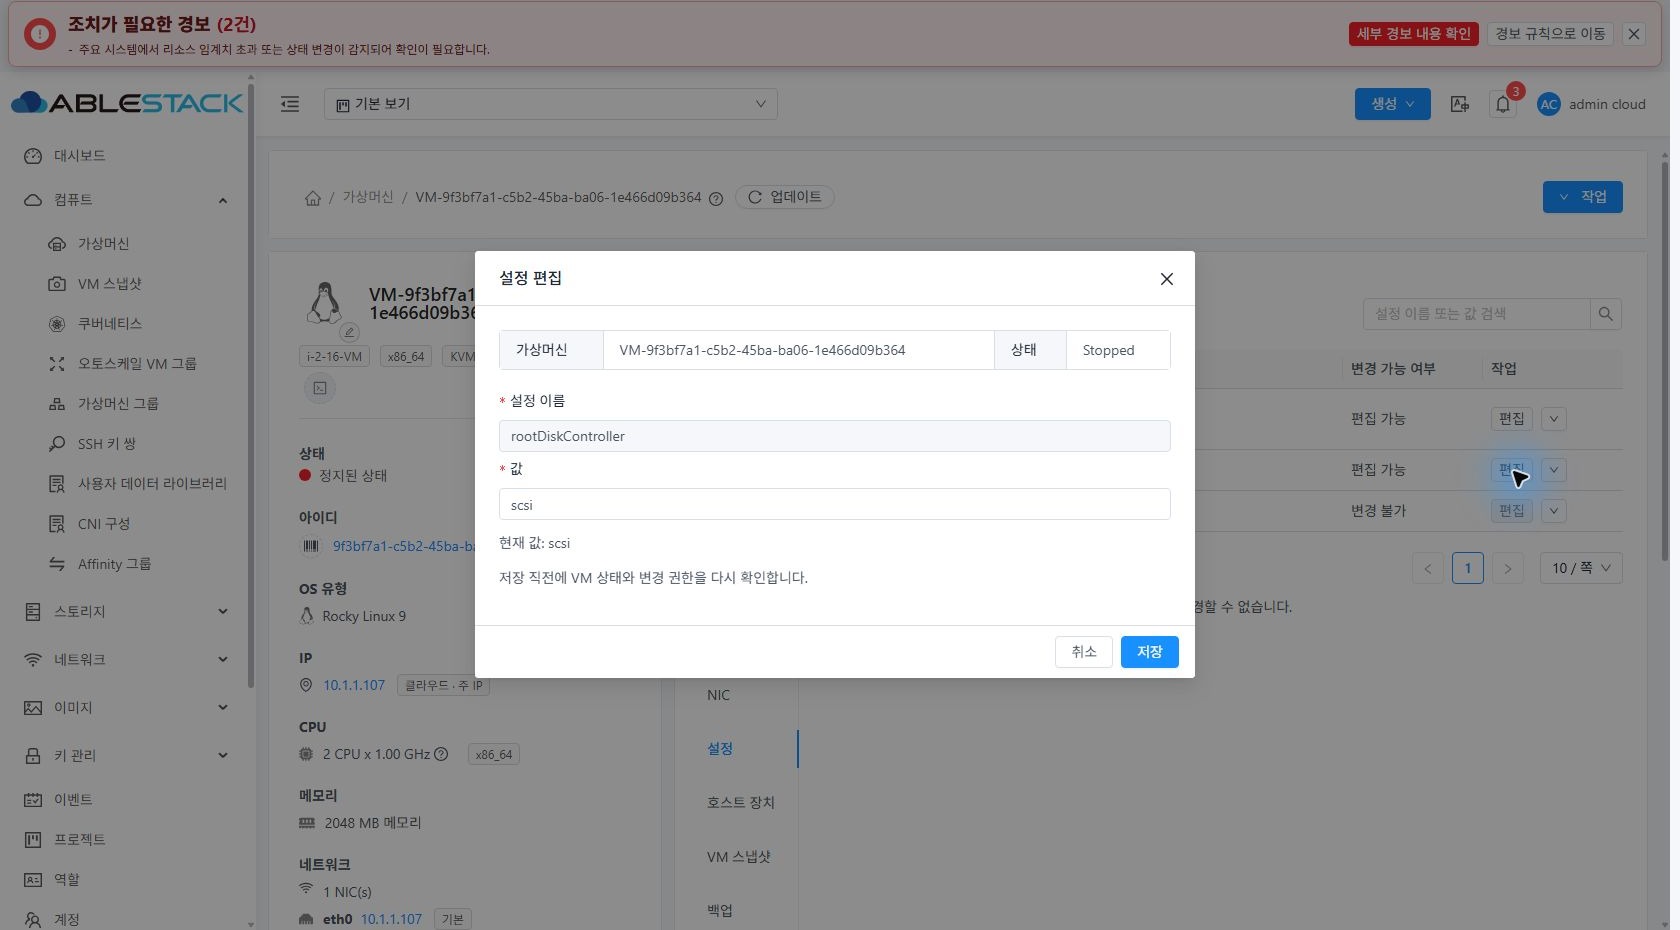 조치가 필요한 경보 (2건)
- 주요 시스템에서 리소스 임계치 초과 또는 상태 변경이 감지되어 확인이 필요합니다.
세부 경보 내용 확인
경보 규칙으로 이동
ABLESTACK
기본 보기
생성
3
AC
admin cloud
대시보드
컴퓨트
가상머신
VM 스냅샷
쿠버네티스
오토스케일 VM 그룹
가상머신 그룹
SSH 키 쌍
사용자 데이터 라이브러리
CNI 구성
Affinity 그룹
스토리지
네트워크
이미지
키 관리
이벤트
프로젝트
역할
계정
/ 가상머신 / VM-9f3bf7a1-c5b2-45ba-ba06-1e466d09b364
업데이트
작업
VM-9f3bf7a1
1e466d09b36
i-2-16-VM
x86_64
KVM
상태
정지된 상태
아이디
9f3bf7a1-c5b2-45ba-ba
OS 유형
Rocky Linux 9
IP
10.1.1.107
클라우드 · 주 IP
CPU
2 CPU x 1.00 GHz
x86_64
메모리
2048 MB 메모리
네트워크
1 NIC(s)
eth0 10.1.1.107
기본
설정 편집
가상머신
VM-9f3bf7a1-c5b2-45ba-ba06-1e466d09b364
상태
Stopped
* 설정 이름
rootDiskController
* 값
scsi
현재 값: scsi
저장 직전에 VM 상태와 변경 권한을 다시 확인합니다.
취소
저장
NIC
설정
호스트 장치
VM 스냅샷
백업
설정 이름 또는 값 검색
변경 가능 여부
작업
편집 가능
편집
편집 가능
편집
변경 불가
편집
< 1 >
10 / 쪽
경할 수 없습니다.